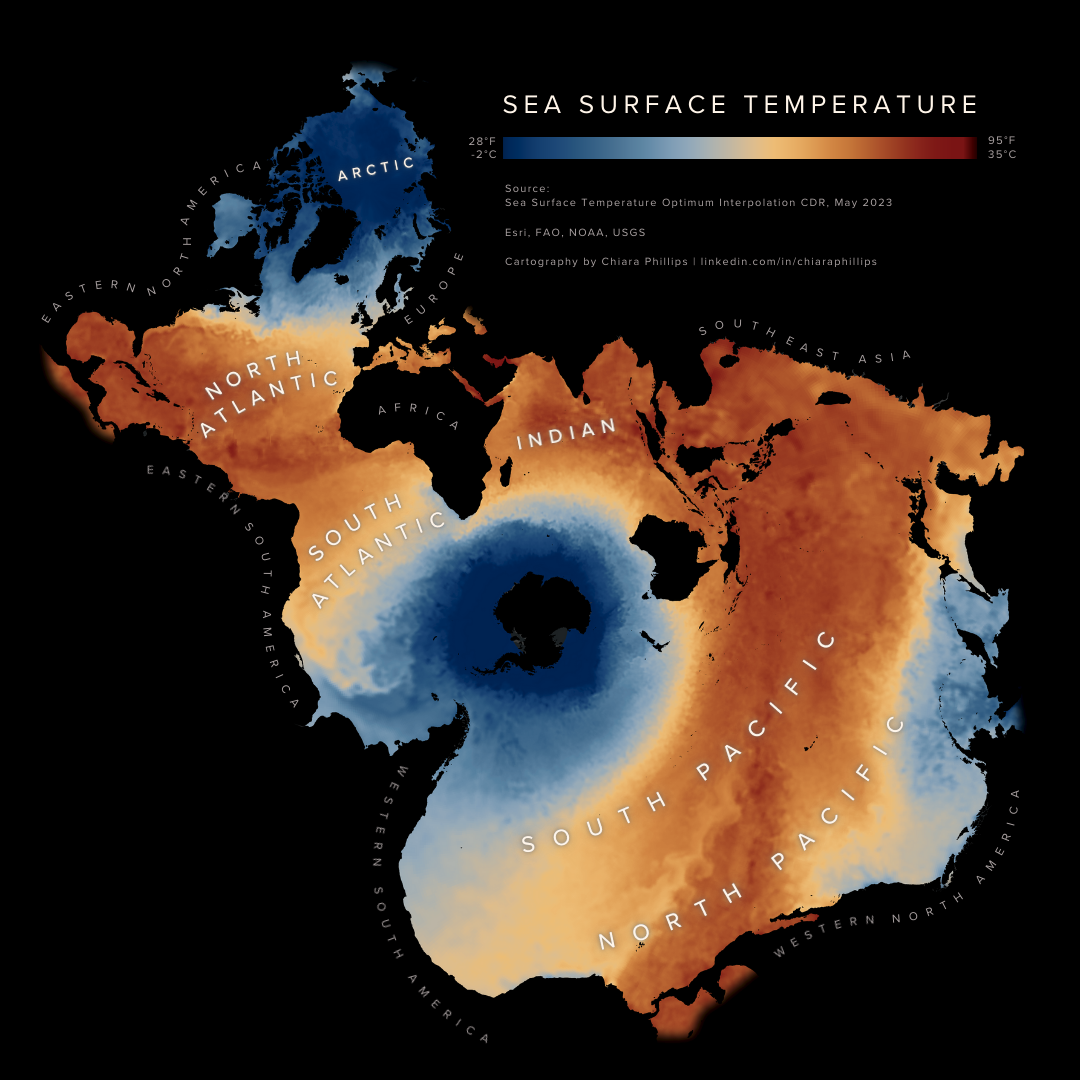 SEA SURFACE TEMPERATURE
28°F
-2°C
95°F
35°C
Source:
Sea Surface Temperature Optimum Interpolation CDR, May 2023
Esri, FAO, NOAA, USGS
Cartography by Chiara Phillips | linkedin.com/in/chiaraphillips
ARCTIC
EASTERN NORTH AMERICA
EUROPE
SOUTHEAST ASIA
NORTH
ATLANTIC
AFRICA
INDIAN
EASTERN SOUTH AMERICA
SOUTH
ATLANTIC
SOUTH PACIFIC
NORTH PACIFIC
WESTERN SOUTH AMERICA
WESTERN NORTH AMERICA